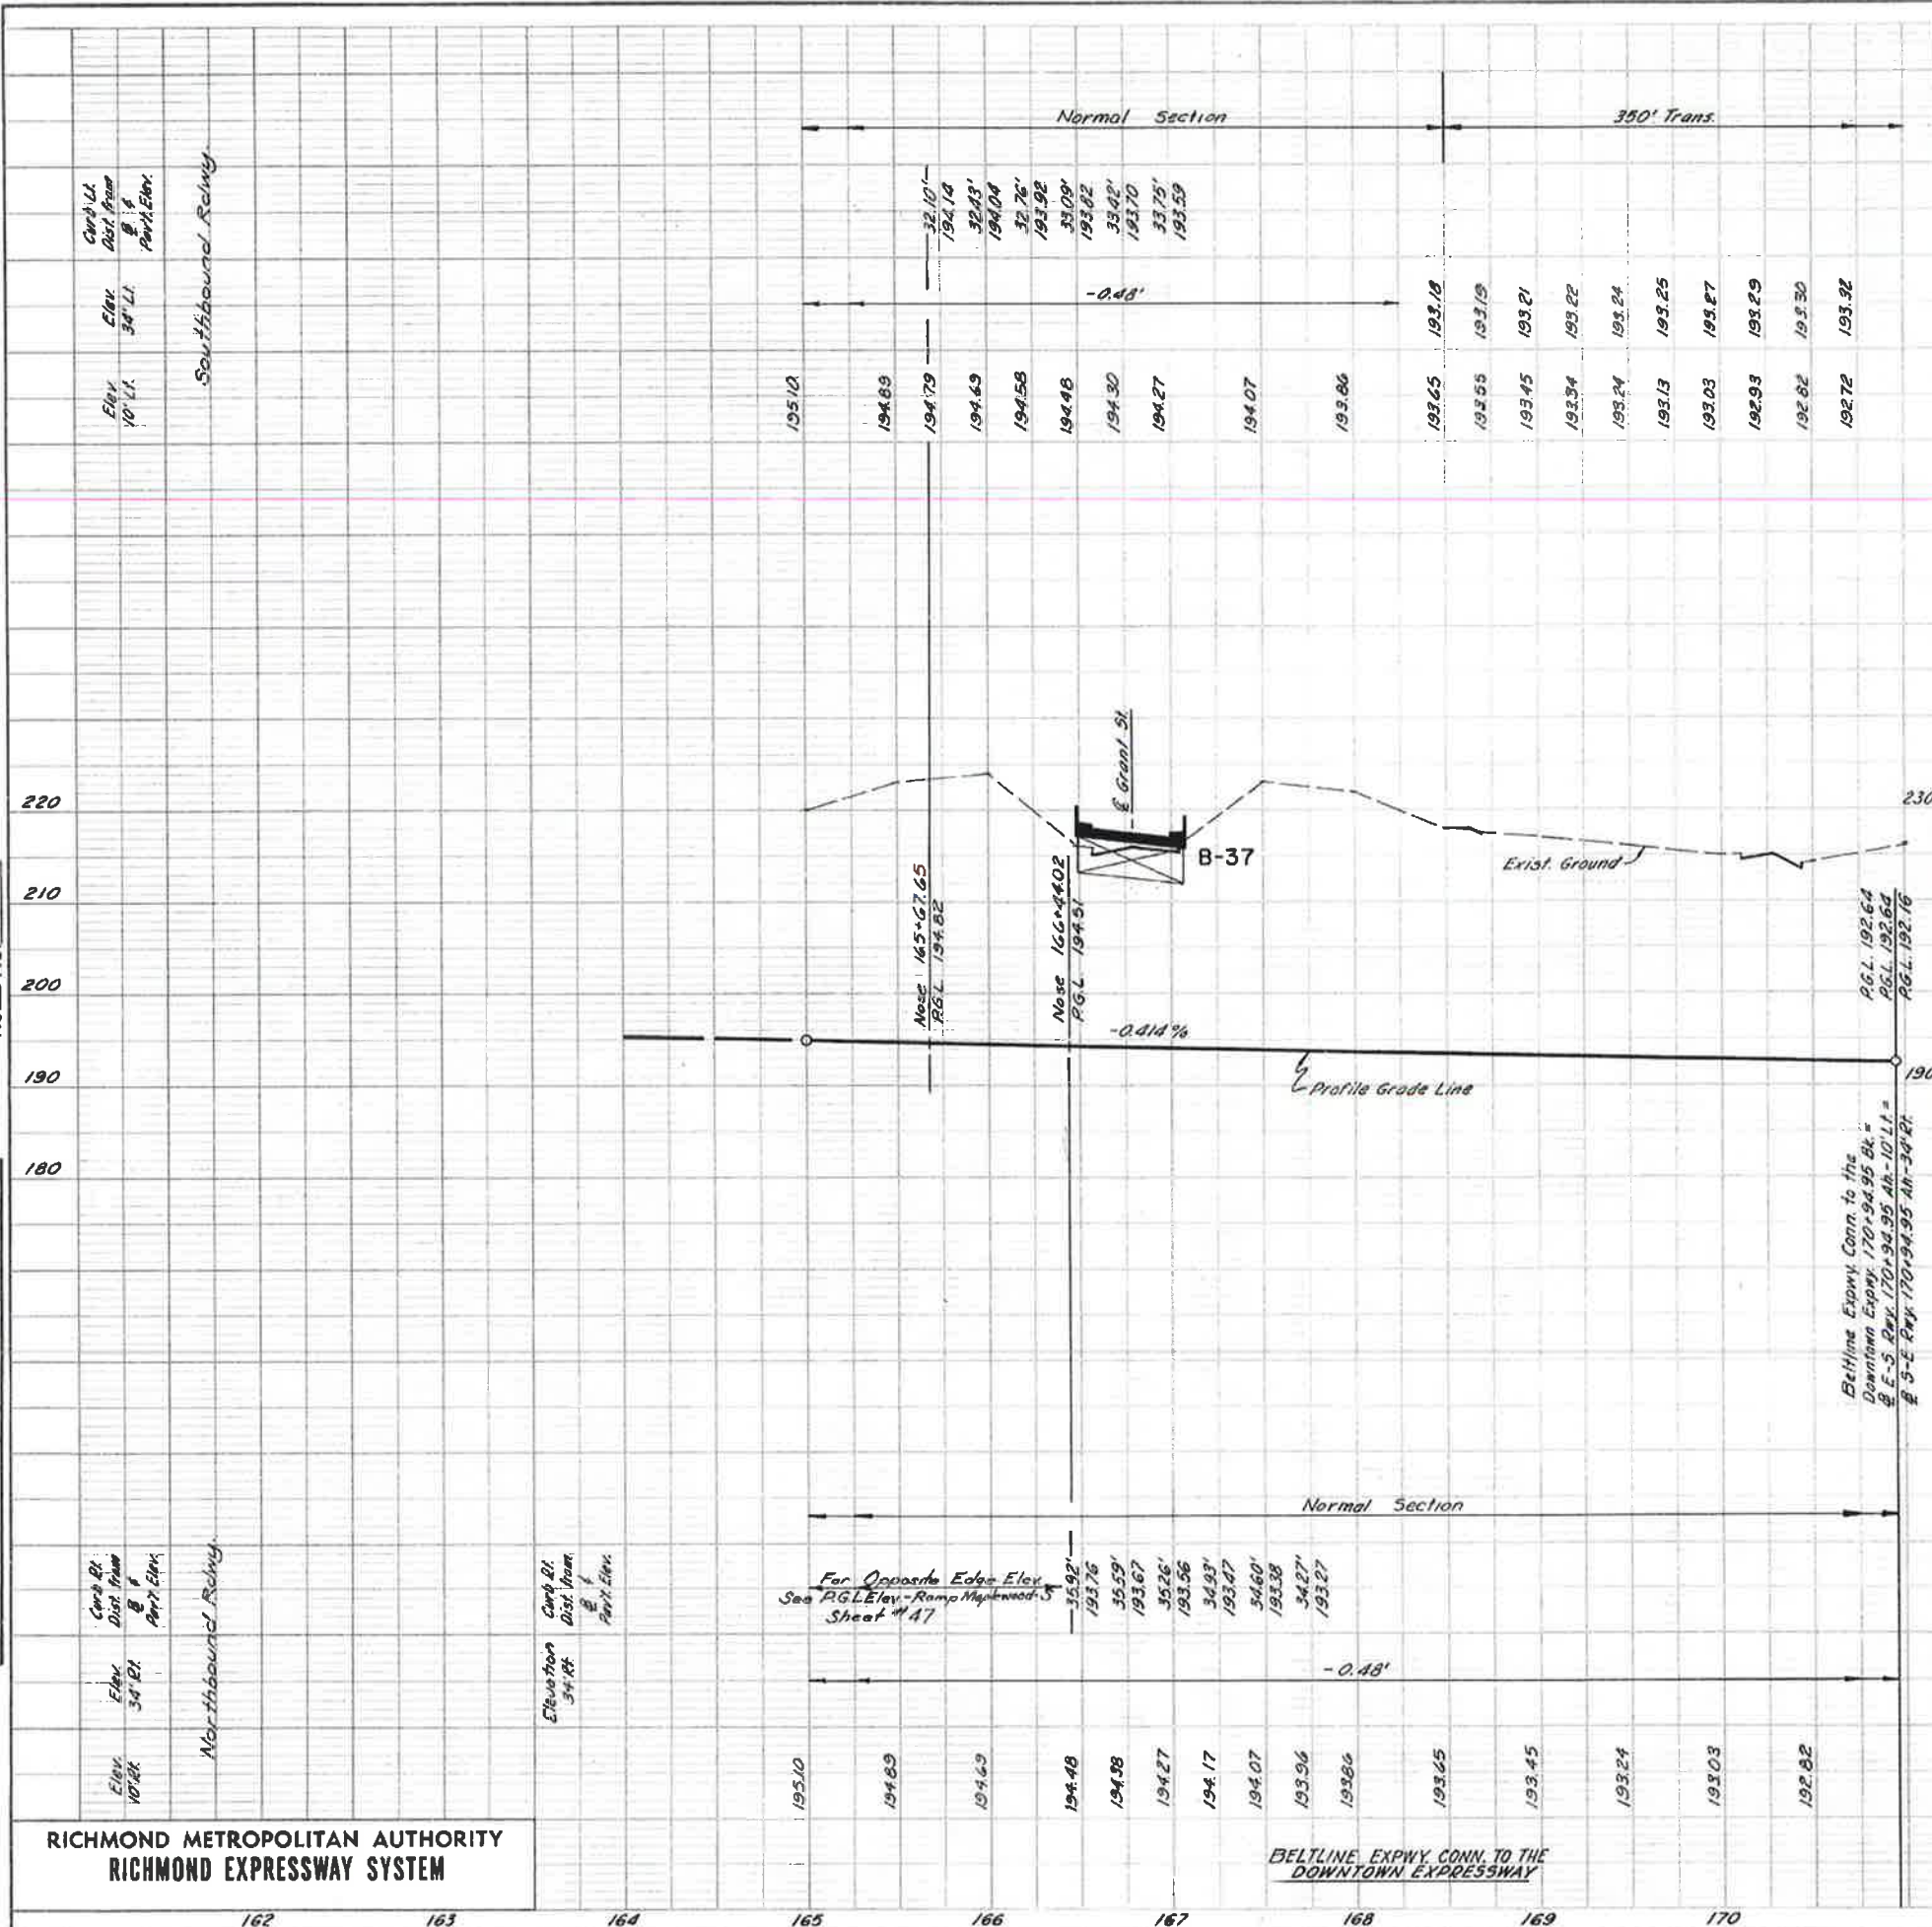 Normal Section
350' Trans.
Curb Lt.
Dist. from
℄ &
Pav't. Elev.
Southbound Rdwy.
32.10'
194.14
32.43'
194.04
32.76'
193.92
33.09'
193.82
33.42'
193.70
33.75'
193.59
Elev.
34' Lt.
-0.48'
193.18
193.19
193.21
193.22
193.24
193.25
193.27
193.29
193.30
193.32
Elev.
10' Lt.
195.10
194.89
194.79
194.69
194.58
194.48
194.30
194.27
194.07
193.86
193.65
193.55
193.45
193.34
193.24
193.13
193.03
192.93
192.82
192.72
℄ Grant St.
220
230
B-37
Exist. Ground
210
Nose 165+67.65
P.G.L. 194.82
Nose 166+44.02
P.G.L. 194.51
P.G.L. 192.64
P.G.L. 192.64
P.G.L. 192.16
200
-0.414%
190
190
Profile Grade Line
180
Beltline Expwy. Conn. to the
Downtown Expwy. 170+94.95 Bk. =
℄ E-S Rwy. 170+94.95 Ah.-10' Lt. =
℄ S-E Rwy. 170+94.95 Ah.-34' Rt.
Normal Section
Curb Rt.
Dist. from
℄ &
Pav't. Elev.
Northbound Rdwy.
Curb Rt.
Dist. from
℄ &
Pav't. Elev.
For Opposite Edge Elev.
See P.G.L. Elev.-Ramp Maplewood-S
Sheet #47
35.92'
193.76
35.59'
193.67
35.26'
193.56
34.93'
193.47
34.60'
193.38
34.27'
193.27
Elev.
34' Rt.
Elevation
34' Rt.
-0.48'
Elev.
10' Rt.
195.10
194.89
194.69
194.48
194.38
194.27
194.17
194.07
193.96
193.86
193.65
193.45
193.24
193.03
192.82
RICHMOND METROPOLITAN AUTHORITY
RICHMOND EXPRESSWAY SYSTEM
BELTLINE EXPWY. CONN. TO THE
DOWNTOWN EXPRESSWAY
162 163 164 165 166 167 168 169 170